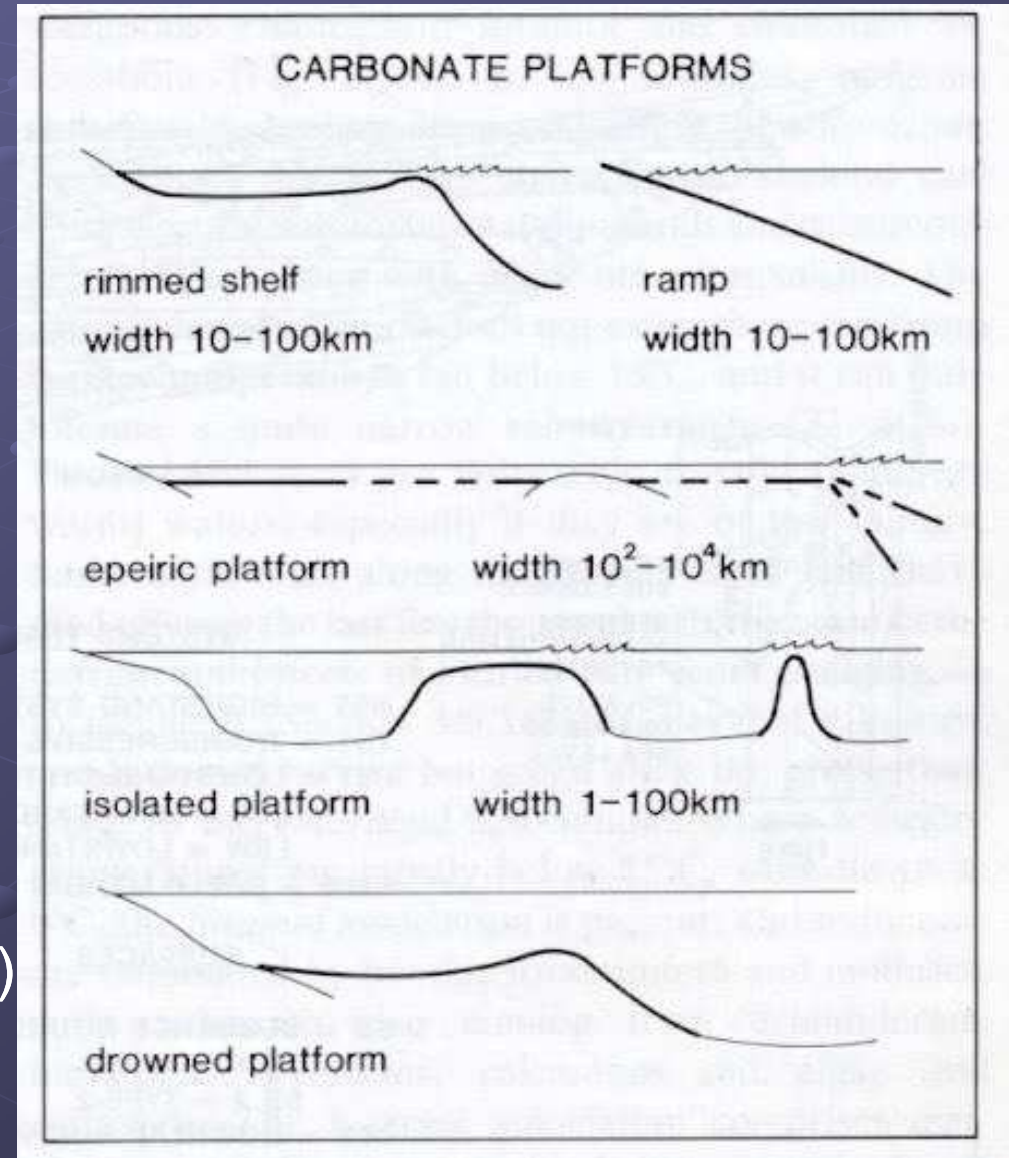 CARBONATE PLATFORMS
rimmed shelf
width 10–100km
ramp
width 10–100km
epeiric platform width 10²–10⁴km
isolated platform width 1–100km
drowned platform
)